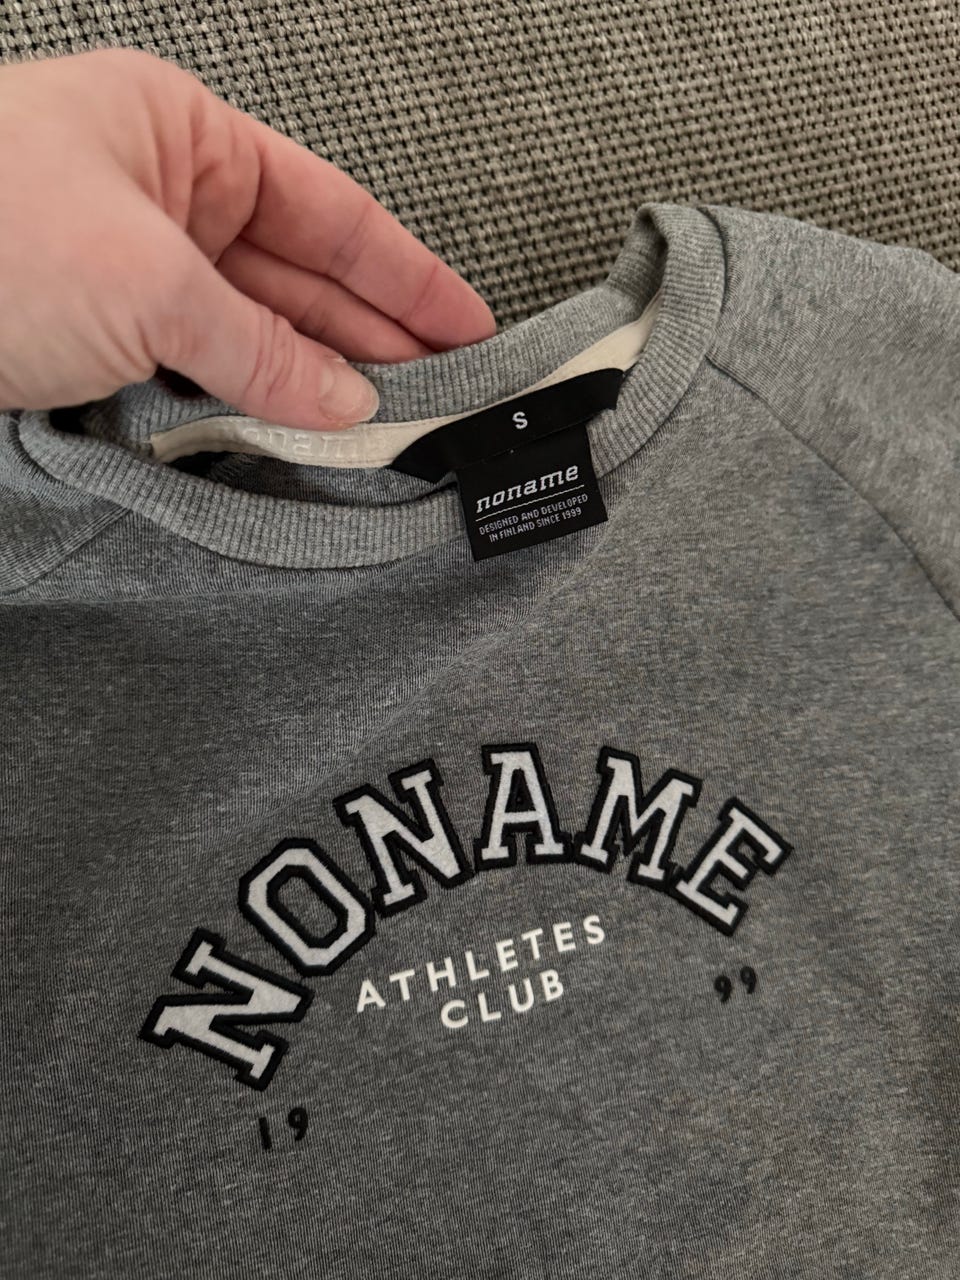 S
noname
DESIGNED AND DEVELOPED
IN FINLAND SINCE 1999
NONAME
ATHLETES
CLUB
19 99